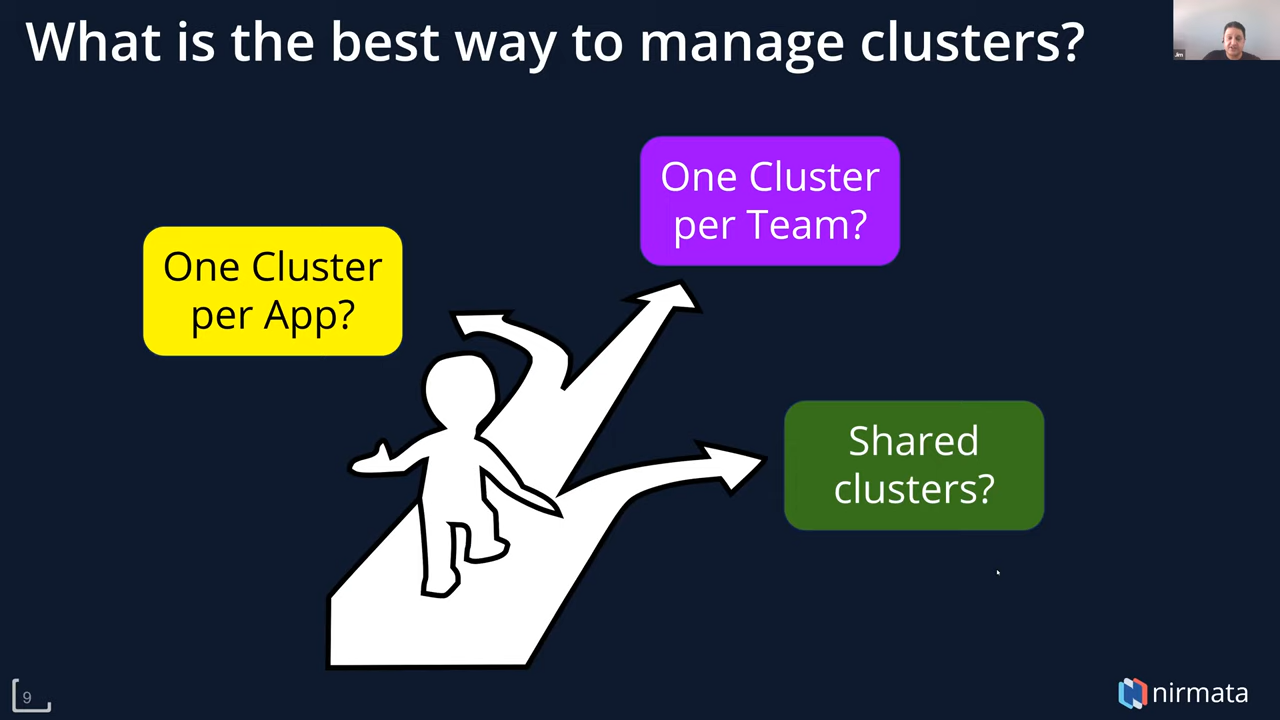 What is the best way to manage clusters?
One Cluster
per Team?
One Cluster
per App?
Shared
clusters?
9
nirmata